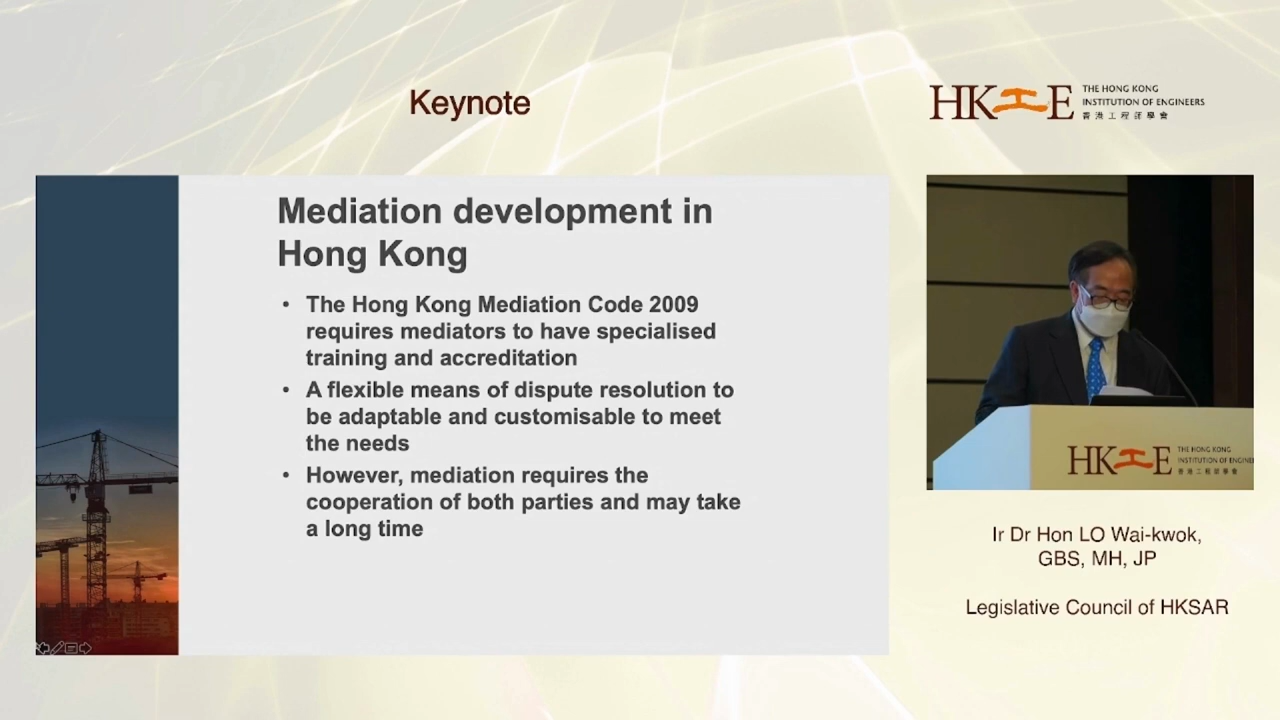 Keynote
HKIE
THE HONG KONG
INSTITUTION OF ENGINEERS
香港工程師學會
Mediation development in
Hong Kong
• The Hong Kong Mediation Code 2009
requires mediators to have specialised
training and accreditation
• A flexible means of dispute resolution to
be adaptable and customisable to meet
the needs
• However, mediation requires the
cooperation of both parties and may take
a long time
HKIE
THE HONG KONG
INSTITUTION OF ENGINE
香港工程師學會
Ir Dr Hon LO Wai-kwok,
GBS, MH, JP
Legislative Council of HKSAR